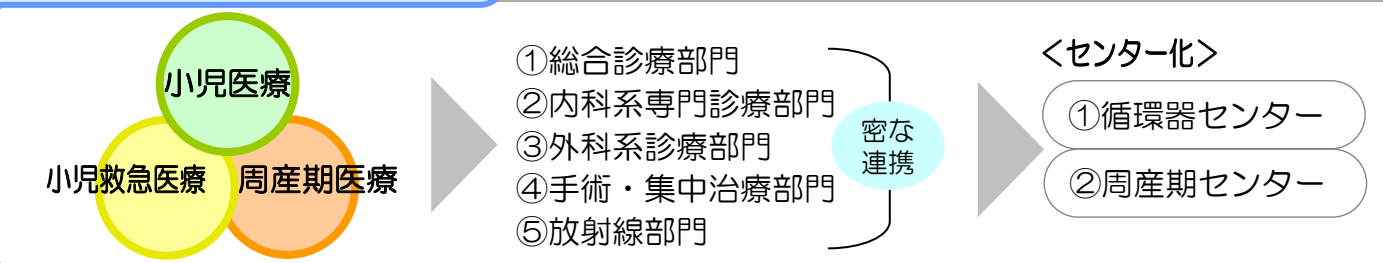 小児医療
小児救急医療
周産期医療
①総合診療部門
②内科系専門診療部門
③外科系診療部門
④手術・集中治療部門
⑤放射線部門
密な
連携
<センター化>
①循環器センター
②周産期センター